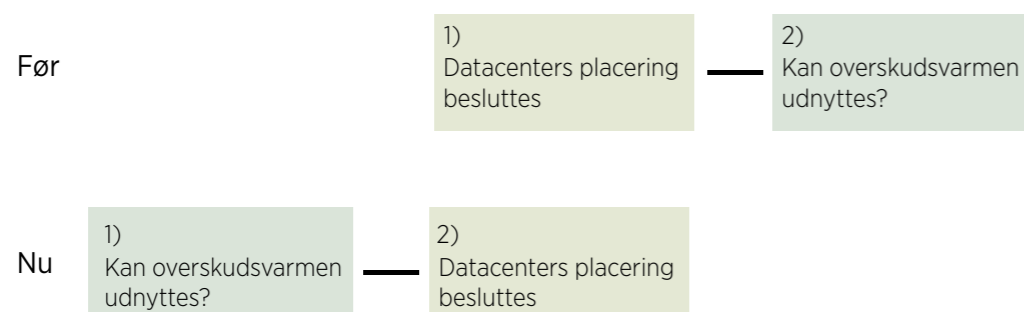 Før
1)
Datacenters placering
besluttes
2)
Kan overskudsvarmen
udnyttes?
Nu
1)
Kan overskudsvarmen
udnyttes?
2)
Datacenters placering
besluttes